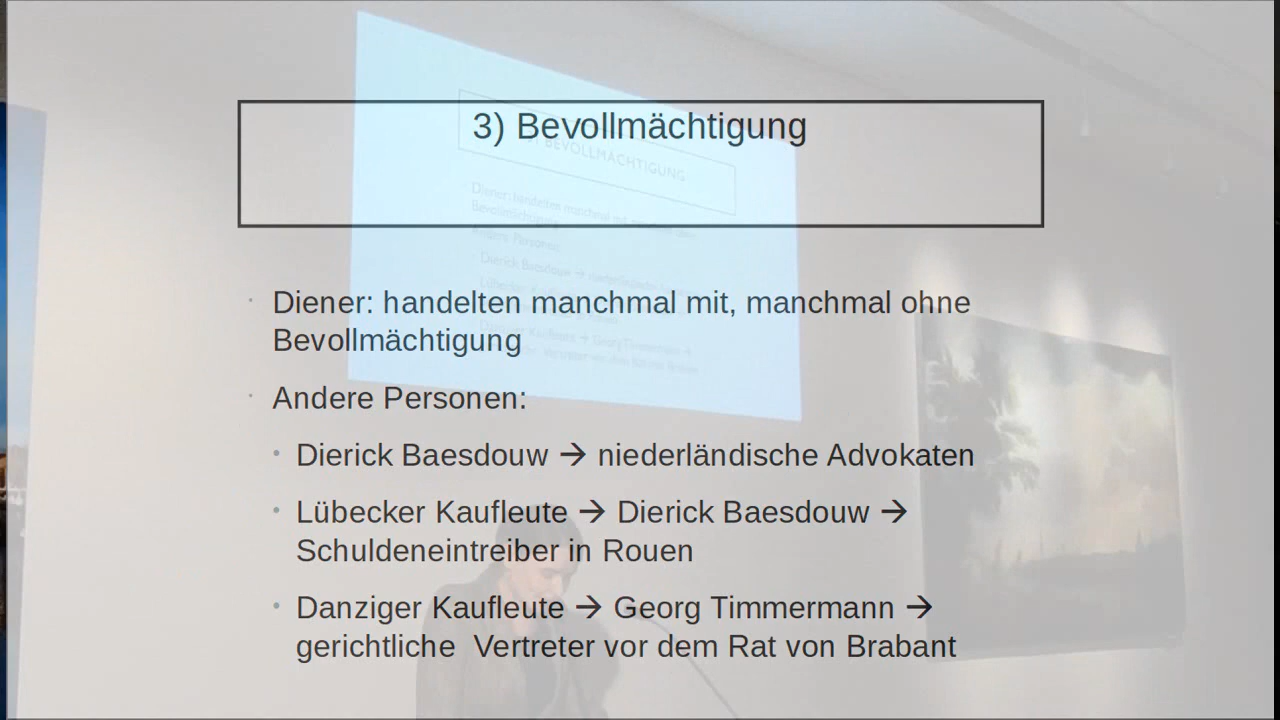 3) Bevollmächtigung
Diener: handelten manchmal mit, manchmal ohne
Bevollmächtigung
Andere Personen:
Dierick Baesdouw → niederländische Advokaten
Lübecker Kaufleute → Dierick Baesdouw →
Schuldeneintreiber in Rouen
Danziger Kaufleute → Georg Timmermann →
gerichtliche Vertreter vor dem Rat von Brabant